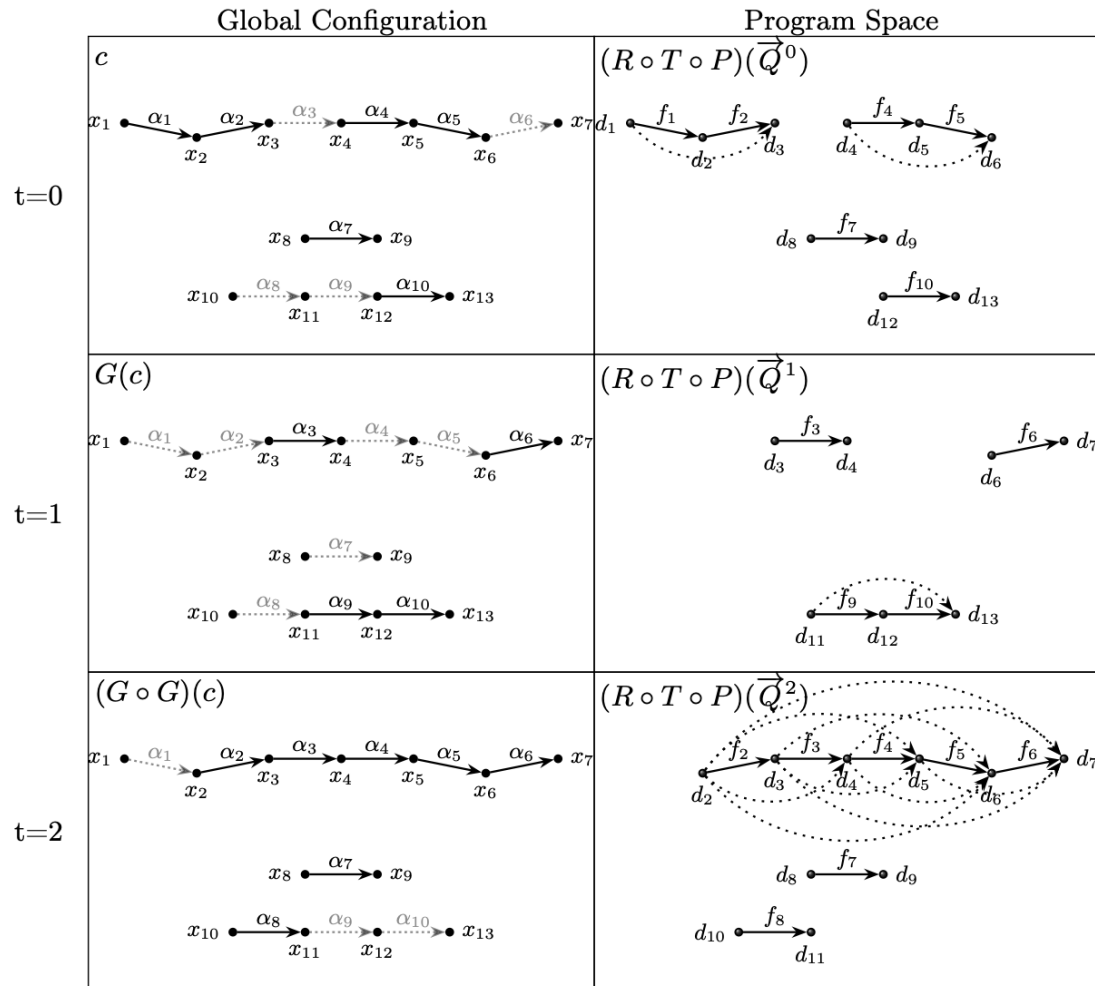 Global Configuration Program Space
c (R ∘ T ∘ P)(Q⃗⁰)
α₁ α₂ α₃ α₄ α₅ α₆ f₁ f₂ f₄ f₅
x₁ x₂ x₃ x₄ x₅ x₆ x₇ d₁ d₂ d₃ d₄ d₅ d₆
t=0
x₈ α₇ x₉ d₈ f₇ d₉
x₁₀ α₈ α₉ α₁₀ x₁₃ f₁₀ d₁₃
x₁₁ x₁₂ d₁₂
G(c) (R ∘ T ∘ P)(Q⃗¹)
α₁ α₂ α₃ α₄ α₅ α₆ f₃ f₆
x₁ x₂ x₃ x₄ x₅ x₆ x₇ d₃ d₄ d₆ d₇
t=1
x₈ α₇ x₉
x₁₀ α₈ α₉ α₁₀ x₁₃ f₉ f₁₀ d₁₃
x₁₁ x₁₂ d₁₁ d₁₂
(G ∘ G)(c) (R ∘ T ∘ P)(Q⃗²)
α₁ α₂ α₃ α₄ α₅ α₆ f₂ f₃ f₄ f₅ f₆
x₁ x₂ x₃ x₄ x₅ x₆ x₇ d₂ d₃ d₄ d₅ d₆ d₇
t=2
x₈ α₇ x₉ d₈ f₇ d₉
x₁₀ α₈ α₉ α₁₀ x₁₃ d₁₀ f₈
x₁₁ x₁₂ d₁₁